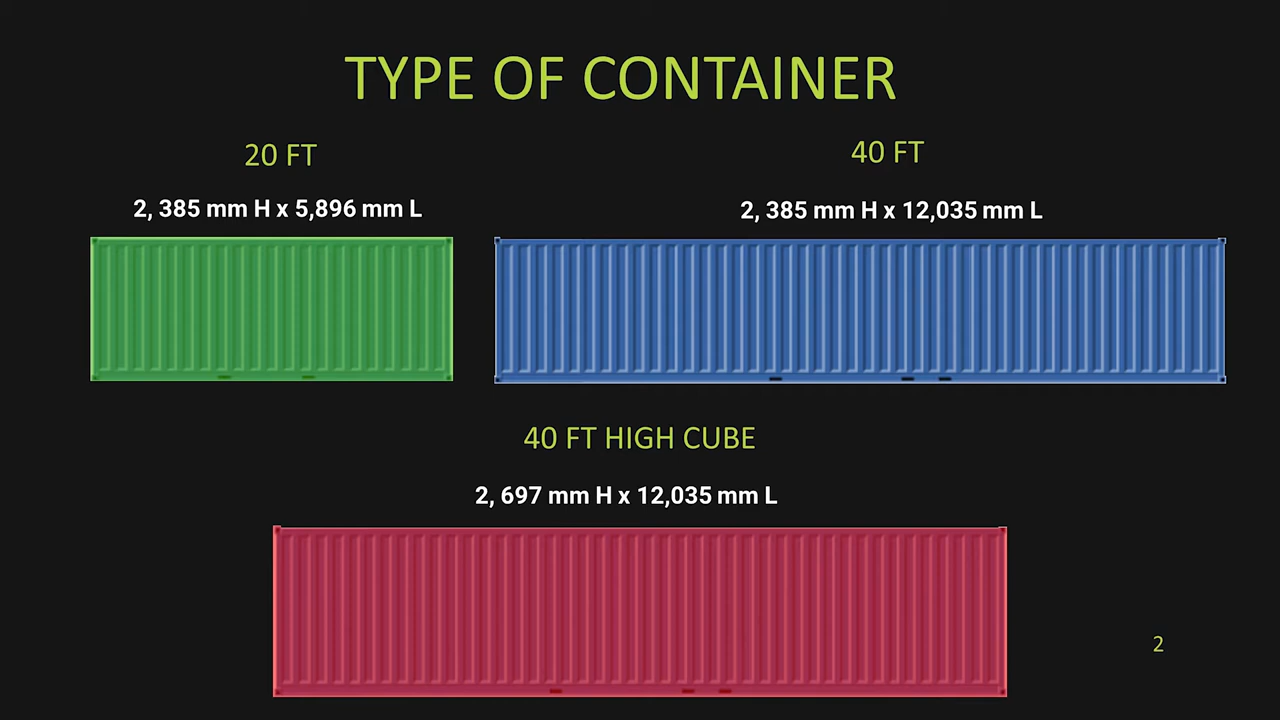 TYPE OF CONTAINER
20 FT
2, 385 mm H x 5,896 mm L
40 FT
2, 385 mm H x 12,035 mm L
40 FT HIGH CUBE
2, 697 mm H x 12,035 mm L
2